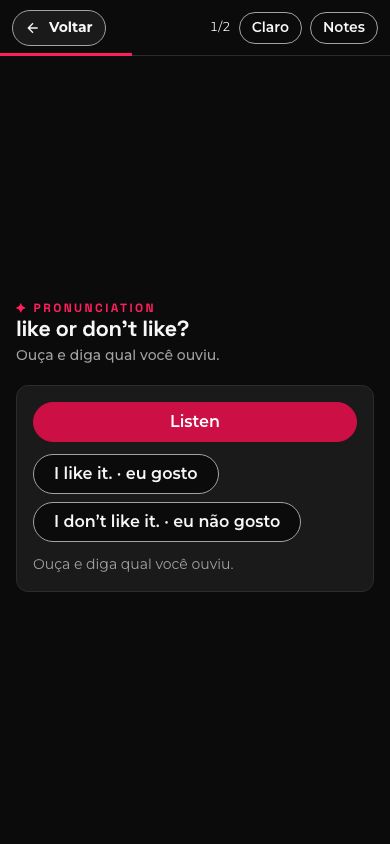 ← Voltar
1/2
Claro
Notes
✦ PRONUNCIATION
like or don’t like?
Ouça e diga qual você ouviu.
Listen
I like it. · eu gosto
I don’t like it. · eu não gosto
Ouça e diga qual você ouviu.